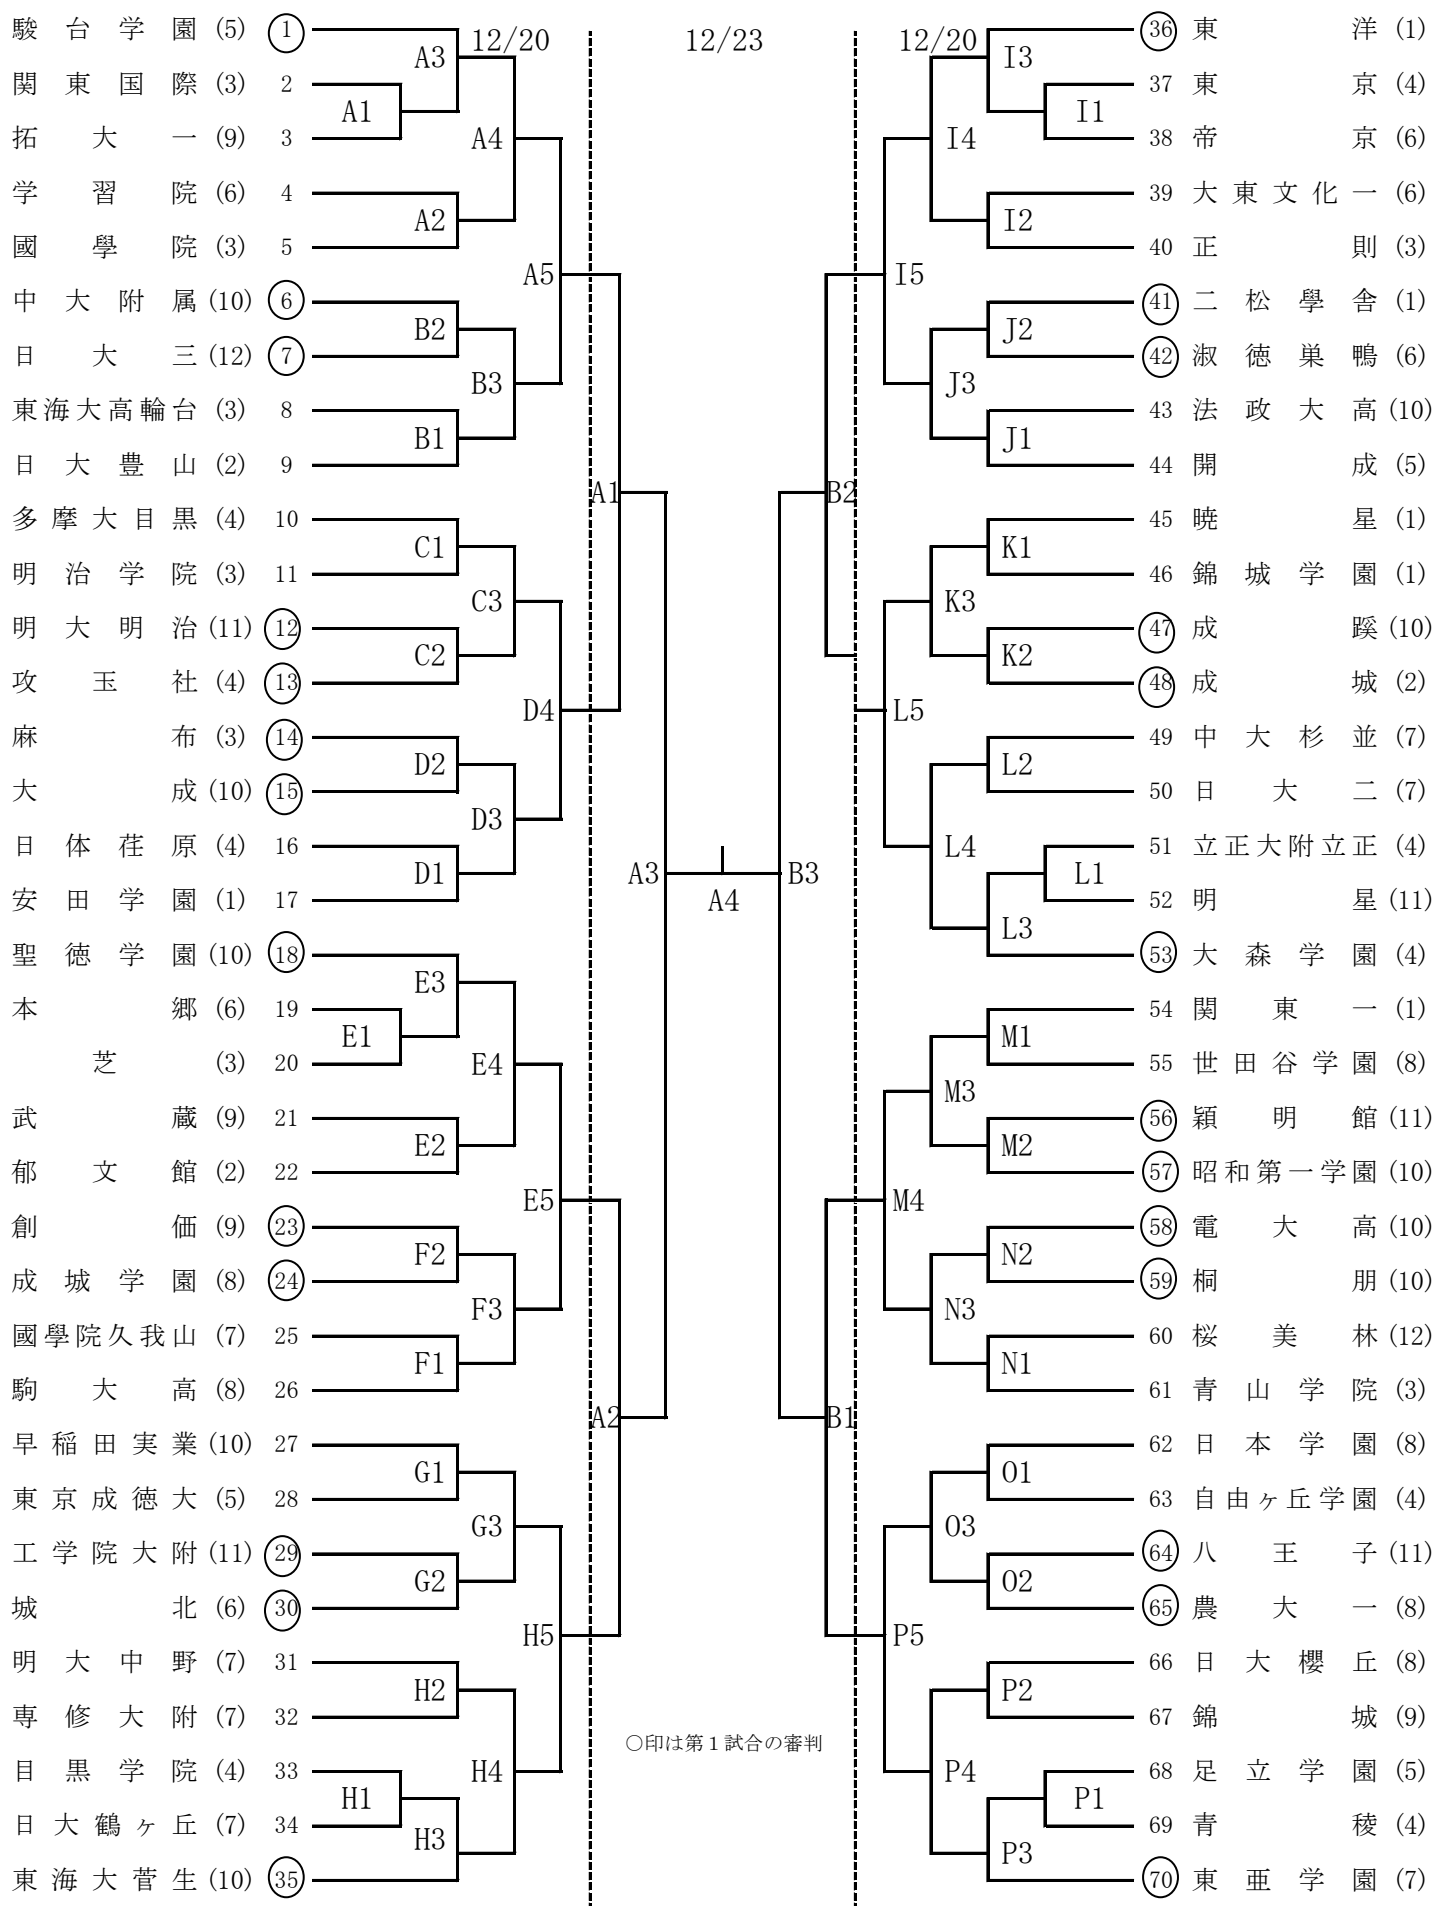 12/20
12/23
12/20
駿台学園 (5) 1
関東国際 (3) 2
拓大一 (9) 3
学習院 (6) 4
國學院 (3) 5
中大附属 (10) 6
日大三 (12) 7
東海大高輪台 (3) 8
日大豊山 (2) 9
多摩大目黒 (4) 10
明治学院 (3) 11
明大明治 (11) 12
攻玉社 (4) 13
麻布 (3) 14
大成 (10) 15
日体荏原 (4) 16
安田学園 (1) 17
聖徳学園 (10) 18
本郷 (6) 19
芝 (3) 20
武蔵 (9) 21
郁文館 (2) 22
創価 (9) 23
成城学園 (8) 24
國學院久我山 (7) 25
駒大高 (8) 26
早稲田実業 (10) 27
東京成徳大 (5) 28
工学院大附 (11) 29
城北 (6) 30
明大中野 (7) 31
専修大附 (7) 32
目黒学院 (4) 33
日大鶴ヶ丘 (7) 34
東海大菅生 (10) 35
A3
A1
A4
A2
A5
B2
B3
B1
A1
C1
C3
C2
D4
D2
D3
D1
E3
E1
E4
E2
E5
F2
F3
F1
A2
G1
G3
G2
H5
H2
H4
H1
H3
A3
A4
B3
○印は第1試合の審判
I3
I1
I4
I2
I5
J2
J3
J1
B2
K1
K3
K2
L5
L2
L4
L1
L3
M1
M3
M2
M4
N2
N3
N1
B1
O1
O3
O2
P5
P2
P4
P1
P3
36 東洋 (1)
37 東京 (4)
38 帝京 (6)
39 大東文化一 (6)
40 正則 (3)
41 二松學舎 (1)
42 淑徳巣鴨 (6)
43 法政大高 (10)
44 開成 (5)
45 暁星 (1)
46 錦城学園 (1)
47 成蹊 (10)
48 成城 (2)
49 中大杉並 (7)
50 日大二 (7)
51 立正大附立正 (4)
52 明星 (11)
53 大森学園 (4)
54 関東一 (1)
55 世田谷学園 (8)
56 穎明館 (11)
57 昭和第一学園 (10)
58 電大高 (10)
59 桐朋 (10)
60 桜美林 (12)
61 青山学院 (3)
62 日本学園 (8)
63 自由ヶ丘学園 (4)
64 八王子 (11)
65 農大一 (8)
66 日大櫻丘 (8)
67 錦城 (9)
68 足立学園 (5)
69 青稜 (4)
70 東亜学園 (7)